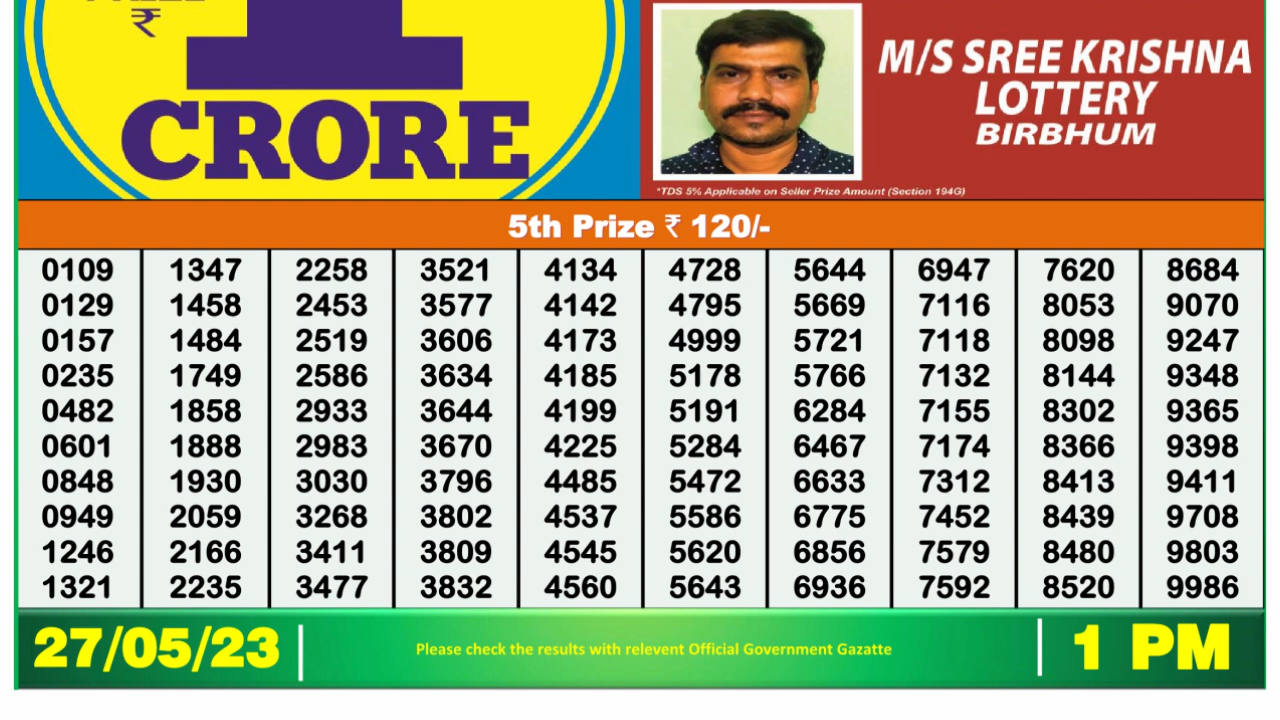 ₹
1
CRORE
M/S SREE KRISHNA
LOTTERY
BIRBHUM
*TDS 5% Applicable on Seller Prize Amount (Section 194G)
5th Prize ₹ 120/-
0109 1347 2258 3521 4134 4728 5644 6947 7620 8684
0129 1458 2453 3577 4142 4795 5669 7116 8053 9070
0157 1484 2519 3606 4173 4999 5721 7118 8098 9247
0235 1749 2586 3634 4185 5178 5766 7132 8144 9348
0482 1858 2933 3644 4199 5191 6284 7155 8302 9365
0601 1888 2983 3670 4225 5284 6467 7174 8366 9398
0848 1930 3030 3796 4485 5472 6633 7312 8413 9411
0949 2059 3268 3802 4537 5586 6775 7452 8439 9708
1246 2166 3411 3809 4545 5620 6856 7579 8480 9803
1321 2235 3477 3832 4560 5643 6936 7592 8520 9986
27/05/23 Please check the results with relevent Official Government Gazatte 1 PM